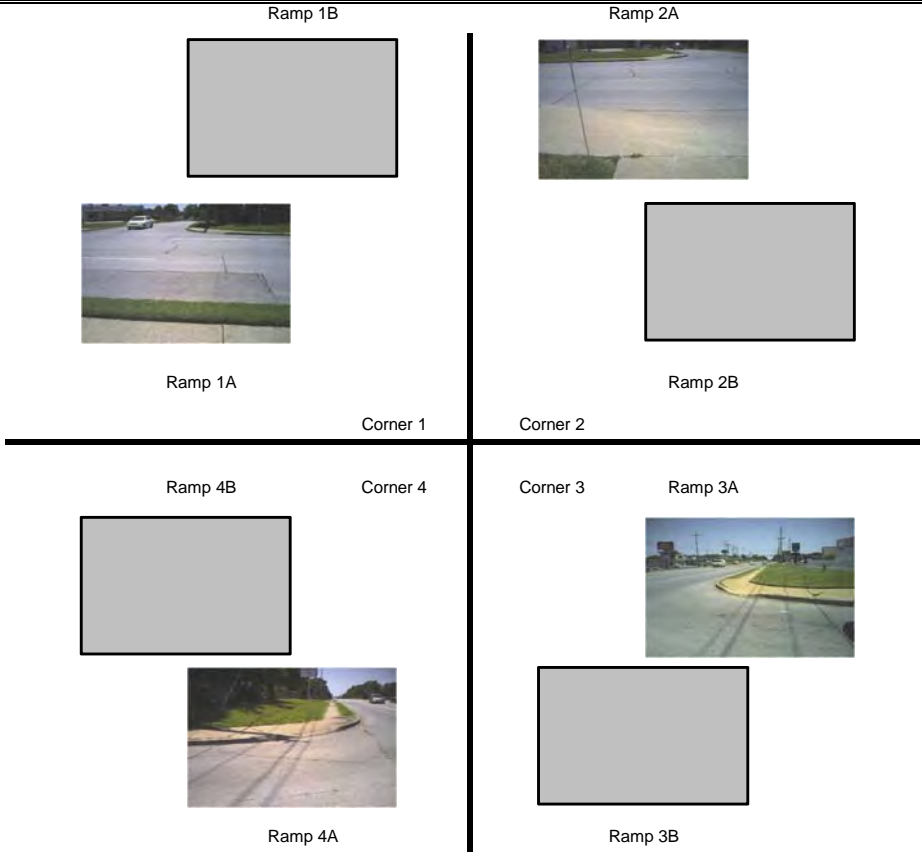 Ramp 1B Ramp 2A
Ramp 1A Ramp 2B
Corner 1 Corner 2
Ramp 4B Corner 4 Corner 3 Ramp 3A
Ramp 4A Ramp 3B